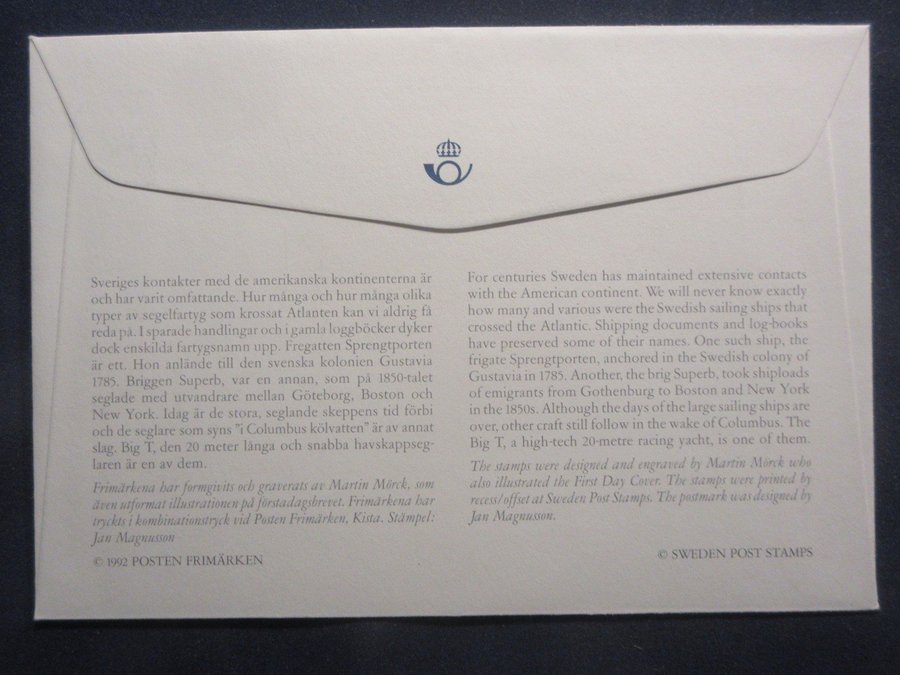 Sveriges kontakter med de amerikanska kontinenterna är
och har varit omfattande. Hur många och hur många olika
typer av segelfartyg som krossat Atlanten kan vi aldrig få
reda på. I sparade handlingar och i gamla loggböcker dyker
dock enskilda fartygsnamn upp. Fregatten Sprengtporten
är ett. Hon anlände till den svenska kolonien Gustavia
1785. Briggen Superb, var en annan, som på 1850-talet
seglade med utvandrare mellan Göteborg, Boston och
New York. Idag är de stora, seglande skeppens tid förbi
och de seglare som syns "i Columbus kölvatten" är av annat
slag. Big T, den 20 meter långa och snabba havskappseg-
laren är en av dem.
Frimärkena har formgivits och graverats av Martin Mörck, som
även utformat illustrationen på förstadagsbrevet. Frimärkena har
tryckts i kombinationstryck vid Posten Frimärken, Kista. Stämpel:
Jan Magnusson
© 1992 POSTEN FRIMÄRKEN
For centuries Sweden has maintained extensive contacts
with the American continent. We will never know exactly
how many and various were the Swedish sailing ships that
crossed the Atlantic. Shipping documents and log-books
have preserved some of their names. One such ship, the
frigate Sprengtporten, anchored in the Swedish colony of
Gustavia in 1785. Another, the brig Superb, took shiploads
of emigrants from Gothenburg to Boston and New York
in the 1850s. Although the days of the large sailing ships are
over, other craft still follow in the wake of Columbus. The
Big T, a high-tech 20-metre racing yacht, is one of them.
The stamps were designed and engraved by Martin Mörck who
also illustrated the First Day Cover. The stamps were printed by
recess/offset at Sweden Post Stamps. The postmark was designed by
Jan Magnusson.
© SWEDEN POST STAMPS